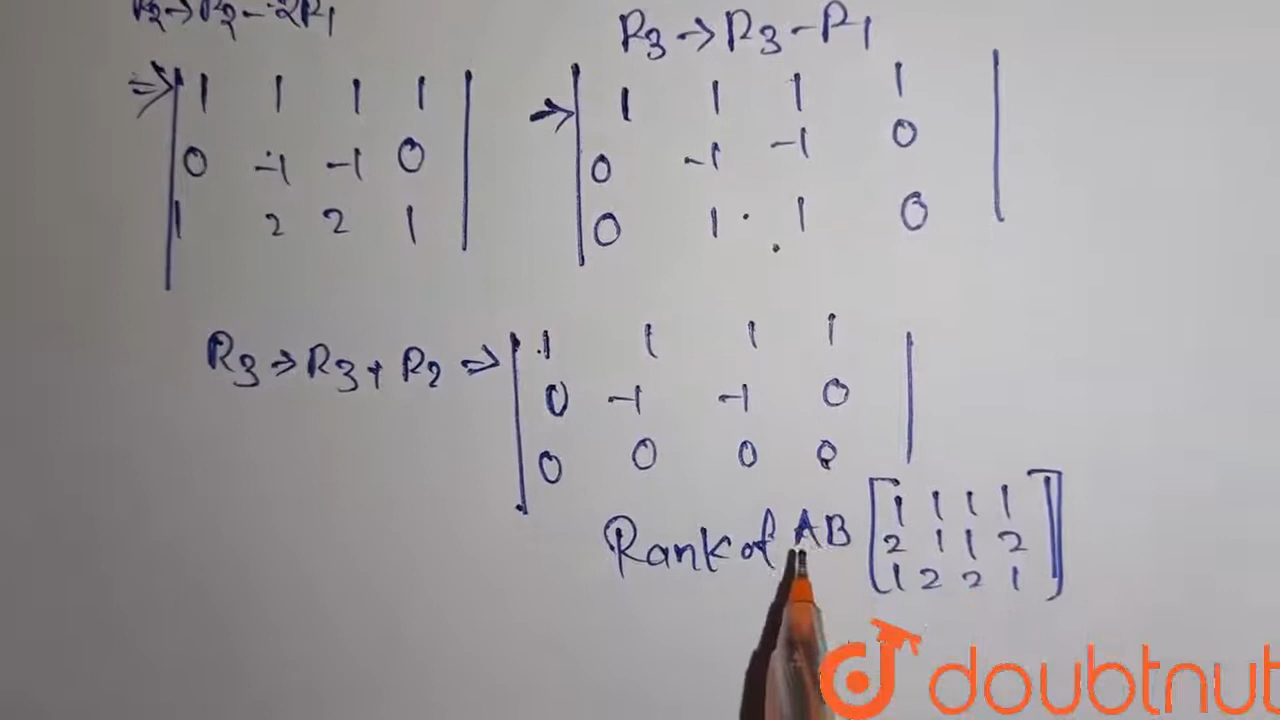 R2→R2-2R1
R3→R3-R1
⇒| 1 1 1 1 |
0 -1 -1 0
1 2 2 1
→| 1 1 1 1 |
0 -1 -1 0
0 1 1 0
R3→R3+R2 ⇒| 1 1 1 1 |
0 -1 -1 0
0 0 0 0
Rank of AB [1 1 1 1
2 1 1 2
1 2 2 1]
doubtnut